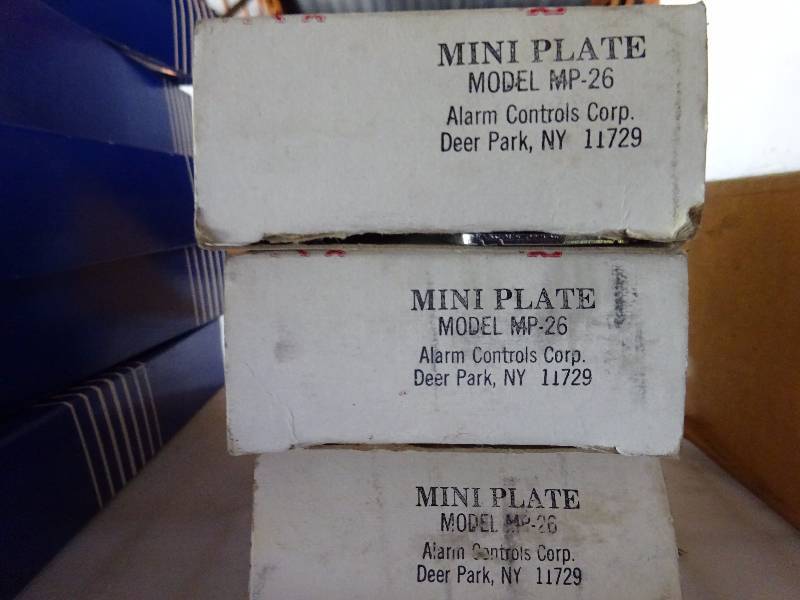 MINI PLATE
MODEL MP-26
Alarm Controls Corp.
Deer Park, NY 11729
MINI PLATE
MODEL MP-26
Alarm Controls Corp.
Deer Park, NY 11729
MINI PLATE
MODEL MP-26
Alarm Controls Corp.
Deer Park, NY 11729